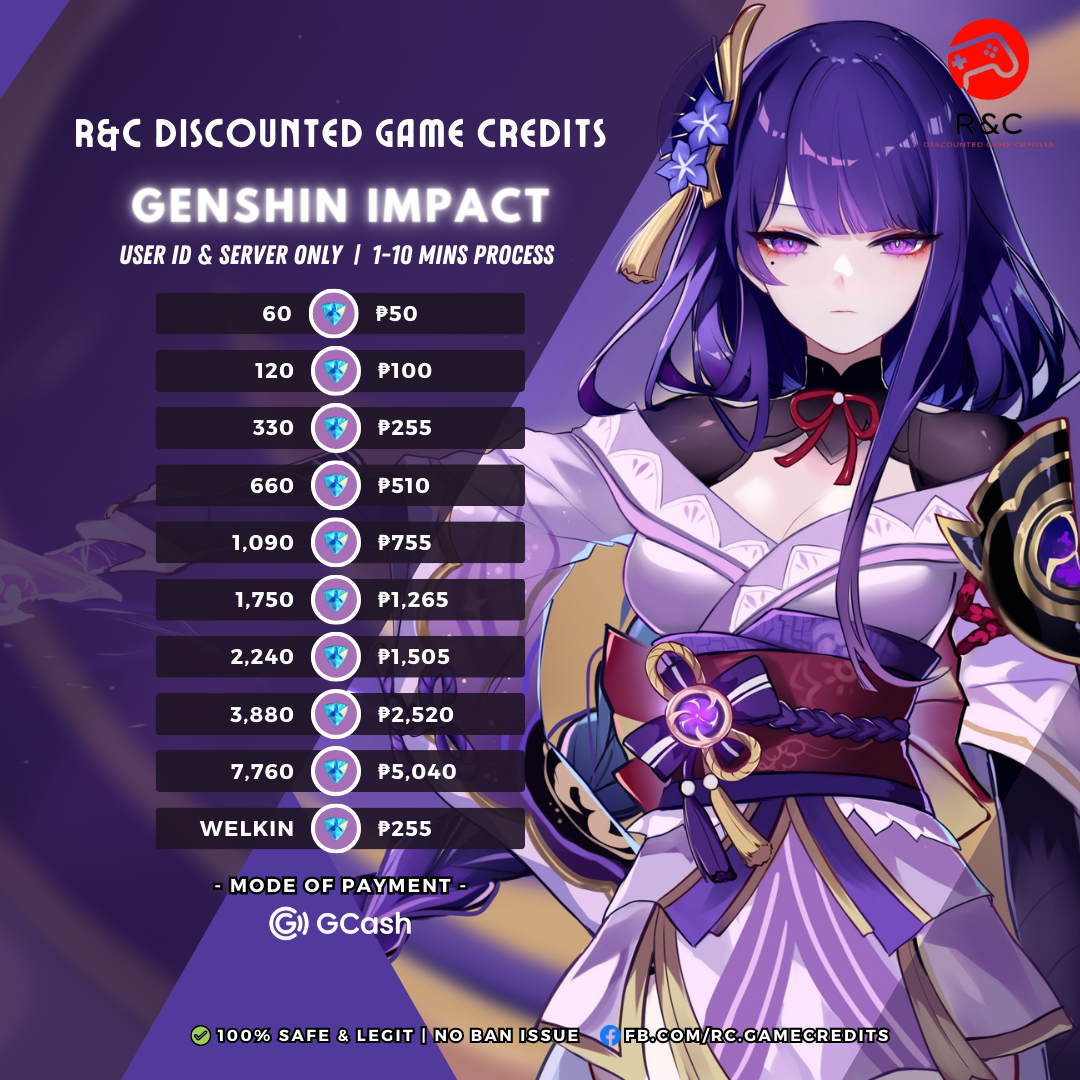 R&C
DISCOUNTED GAME CREDITS
R&C DISCOUNTED GAME CREDITS
GENSHIN IMPACT
USER ID & SERVER ONLY | 1-10 MINS PROCESS
60 ₱50
120 ₱100
330 ₱255
660 ₱510
1,090 ₱755
1,750 ₱1,265
2,240 ₱1,505
3,880 ₱2,520
7,760 ₱5,040
WELKIN ₱255
- MODE OF PAYMENT -
GCash
100% SAFE & LEGIT | NO BAN ISSUE FB.COM/RC.GAMECREDITS